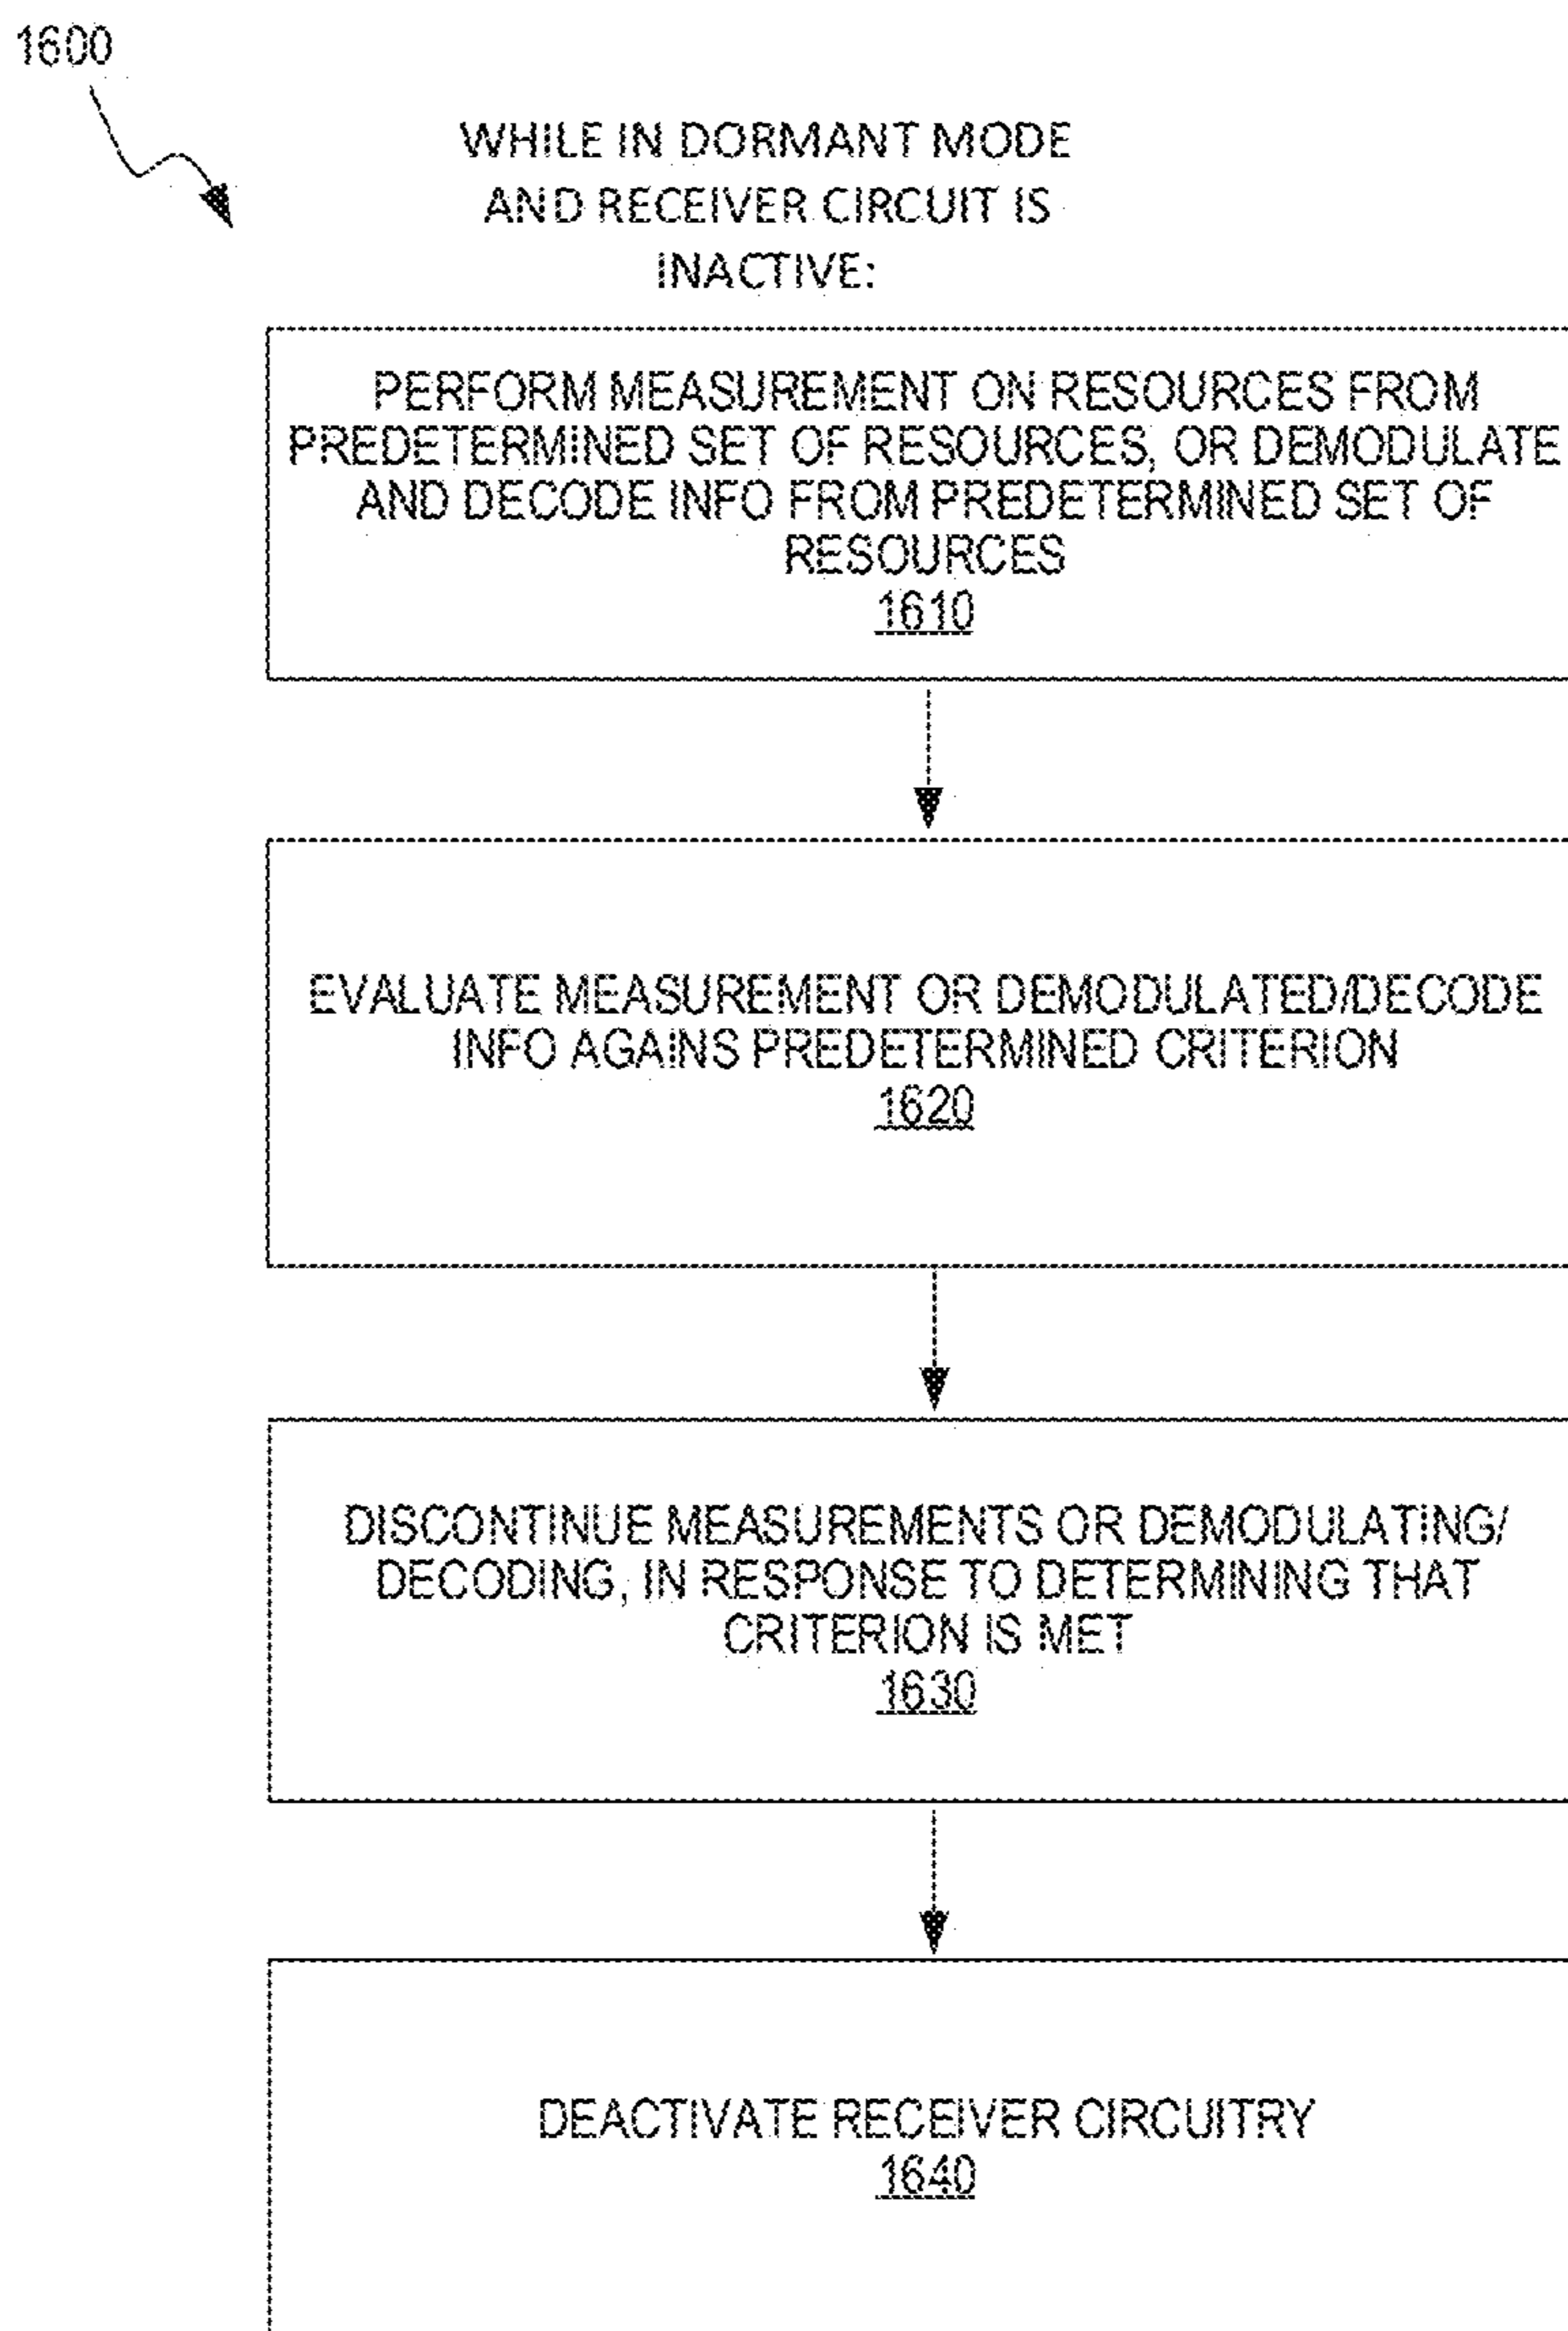 1600
WHILE IN DORMANT MODE
AND RECEIVER CIRCUIT IS
INACTIVE:
PERFORM MEASUREMENT ON RESOURCES FROM
PREDETERMINED SET OF RESOURCES, OR DEMODULATE
AND DECODE INFO FROM PREDETERMINED SET OF
RESOURCES
1610
EVALUATE MEASUREMENT OR DEMODULATED/DECODE
INFO AGAINS PREDETERMINED CRITERION
1620
DISCONTINUE MEASUREMENTS OR DEMODULATING/
DECODING, IN RESPONSE TO DETERMINING THAT
CRITERION IS MET
1630
DEACTIVATE RECEIVER CIRCUITRY
1640